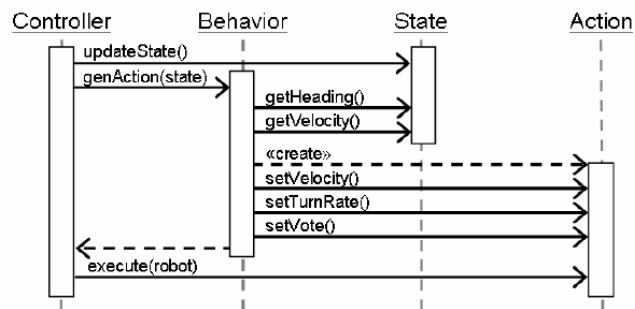 Controller Behavior State Action
updateState()
genAction(state)
getHeading()
getVelocity()
«create»
setVelocity()
setTurnRate()
setVote()
execute(robot)